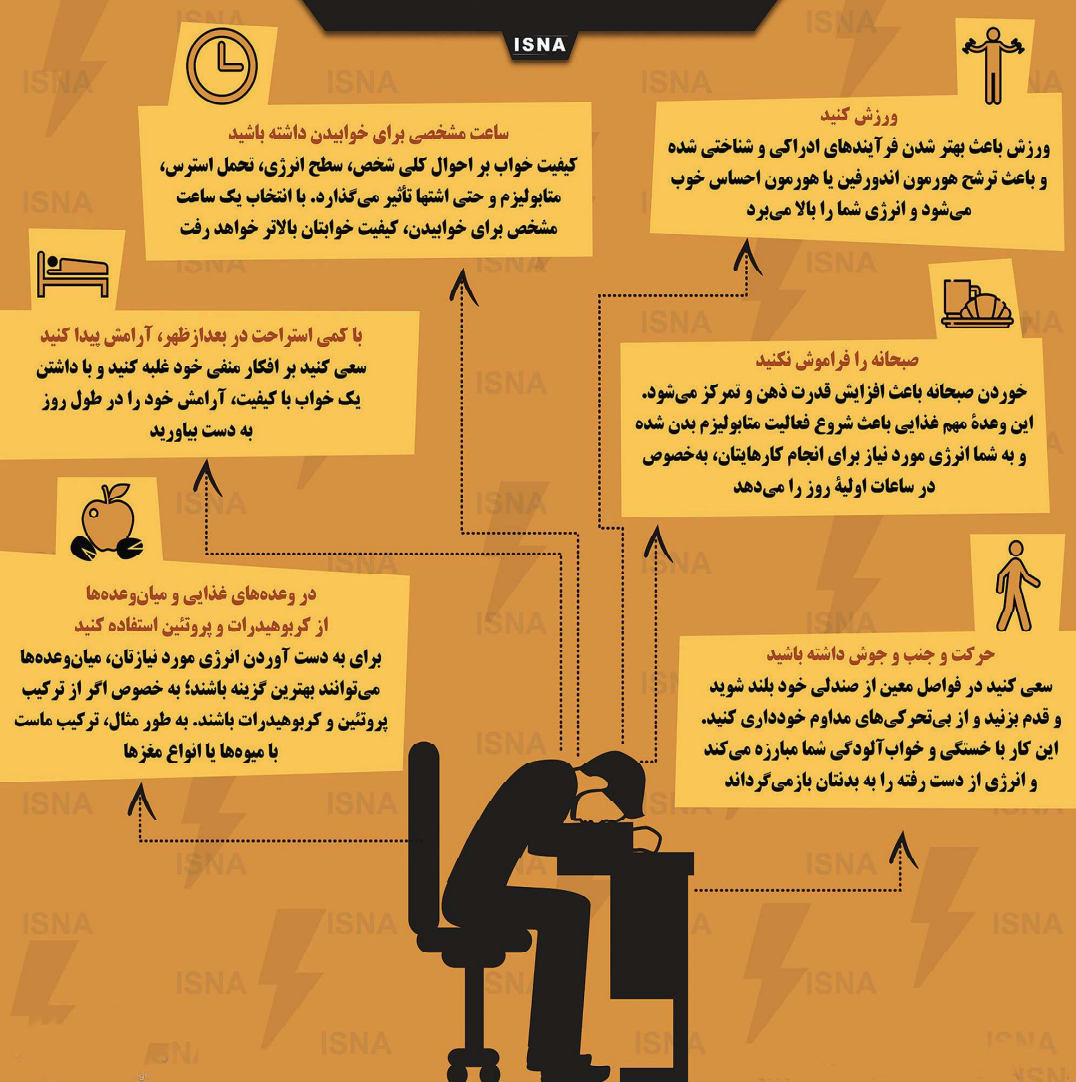 ISNA
ورزش کنید
ورزش باعث بهتر شدن فرآیندهای ادراکی و شناختی شده
و باعث ترشح هورمون اندورفین یا هورمون احساس خوب
می‌شود و انرژی شما را بالا می‌برد
ساعت مشخصی برای خوابیدن داشته باشید
کیفیت خواب بر احوال کلی شخص، سطح انرژی، تحمل استرس،
متابولیزم و حتی اشتها تأثیر می‌گذارد. با انتخاب یک ساعت
مشخص برای خوابیدن، کیفیت خوابتان بالاتر خواهد رفت
صبحانه را فراموش نکنید
خوردن صبحانه باعث افزایش قدرت ذهن و تمرکز می‌شود.
این وعدهٔ مهم غذایی باعث شروع فعالیت متابولیزم بدن شده
و به شما انرژی مورد نیاز برای انجام کارهایتان، به‌خصوص
در ساعات اولیهٔ روز را می‌دهد
با کمی استراحت در بعدازظهر، آرامش پیدا کنید
سعی کنید بر افکار منفی خود غلبه کنید و با داشتن
یک خواب با کیفیت، آرامش خود را در طول روز
به دست بیاورید
حرکت و جنب و جوش داشته باشید
سعی کنید در فواصل معین از صندلی خود بلند شوید
و قدم بزنید و از بی‌تحرکی‌های مداوم خودداری کنید.
این کار با خستگی و خواب‌آلودگی شما مبارزه می‌کند
و انرژی از دست رفته را به بدنتان بازمی‌گرداند
در وعده‌های غذایی و میان‌وعده‌ها
از کربوهیدرات و پروتئین استفاده کنید
برای به دست آوردن انرژی مورد نیازتان، میان‌وعده‌ها
می‌توانند بهترین گزینه باشند؛ به خصوص اگر از ترکیب
پروتئین و کربوهیدرات باشند. به طور مثال، ترکیب ماست
با میوه‌ها یا انواع مغزها